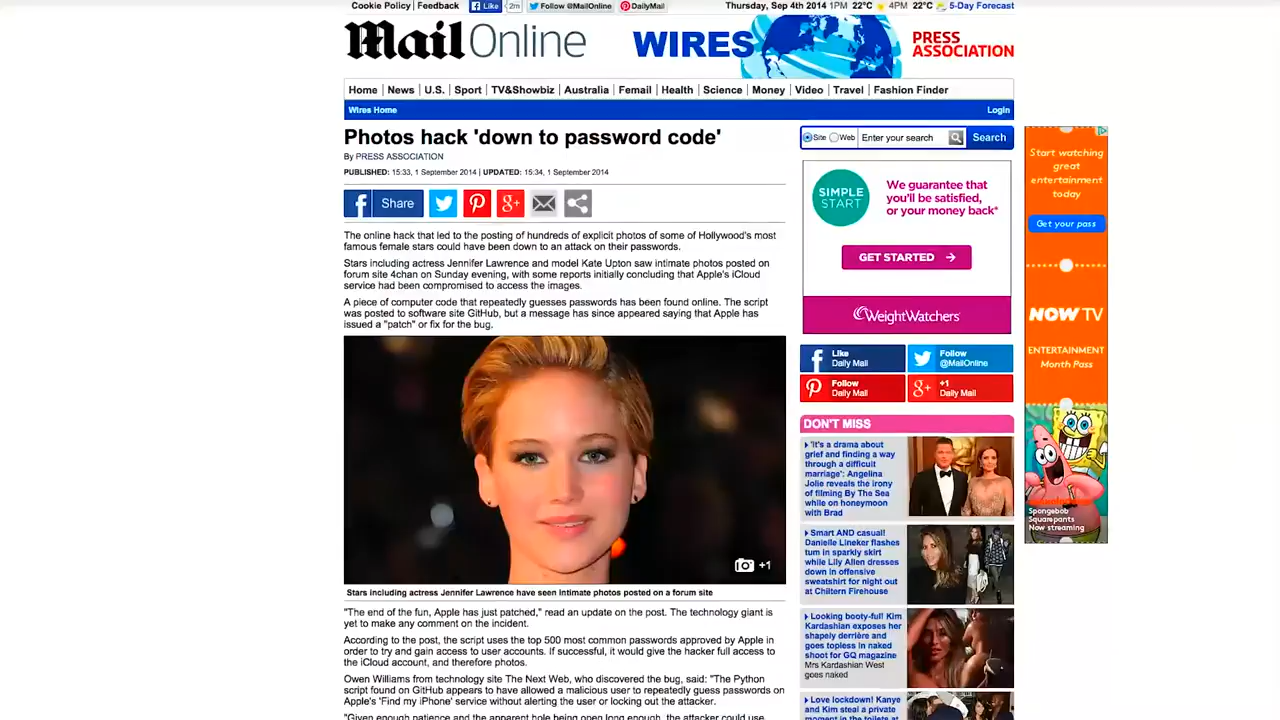 Cookie Policy | Feedback
Like
2m
Follow @MailOnline
DailyMail
Thursday, Sep 4th 2014 1PM 22°C 4PM 22°C 5-Day Forecast
Mail Online
WIRES
PRESS
ASSOCIATION
Home News U.S. Sport TV&Showbiz Australia Femail Health Science Money Video Travel Fashion Finder
Wires Home
Login
Photos hack 'down to password code'
By PRESS ASSOCIATION
PUBLISHED: 15:33, 1 September 2014 | UPDATED: 15:34, 1 September 2014
Share
The online hack that led to the posting of hundreds of explicit photos of some of Hollywood's most
famous female stars could have been down to an attack on their passwords.
Stars including actress Jennifer Lawrence and model Kate Upton saw intimate photos posted on
forum site 4chan on Sunday evening, with some reports initially concluding that Apple's iCloud
service had been compromised to access the images.
A piece of computer code that repeatedly guesses passwords has been found online. The script
was posted to software site GitHub, but a message has since appeared saying that Apple has
issued a "patch" or fix for the bug.
+1
Stars including actress Jennifer Lawrence have seen intimate photos posted on a forum site
"The end of the fun, Apple has just patched," read an update on the post. The technology giant is
yet to make any comment on the incident.
According to the post, the script uses the top 500 most common passwords approved by Apple in
order to try and gain access to user accounts. If successful, it would give the hacker full access to
the iCloud account, and therefore photos.
Owen Williams from technology site The Next Web, who discovered the bug, said: "The Python
script found on GitHub appears to have allowed a malicious user to repeatedly guess passwords on
Apple's 'Find my iPhone' service without alerting the user or locking out the attacker.
"Given enough patience and the apparent hole being open long enough, the attacker could use
Site Web Enter your search Search
SIMPLE
START
We guarantee that
you'll be satisfied,
or your money back*
GET STARTED
WeightWatchers
Like
Daily Mail
Follow
@MailOnline
Follow
Daily Mail
+1
Daily Mail
DON'T MISS
'It's a drama about
grief and finding a way
through a difficult
marriage': Angelina
Jolie reveals the irony
of filming By The Sea
while on honeymoon
with Brad
Smart AND casual!
Danielle Lineker flashes
tum in sparkly skirt
while Lily Allen dresses
down in offensive
sweatshirt for night out
at Chiltern Firehouse
Looking booty-ful! Kim
Kardashian exposes her
shapely derrière and
goes topless in naked
shoot for GQ magazine
Mrs Kardashian West
goes naked
Love lockdown! Kanye
and Kim steal a private
moment in the toilets at
Start watching
great
entertainment
today
Get your pass
NOW TV
ENTERTAINMENT
Month Pass
Spongebob
Squarepants
Now streaming